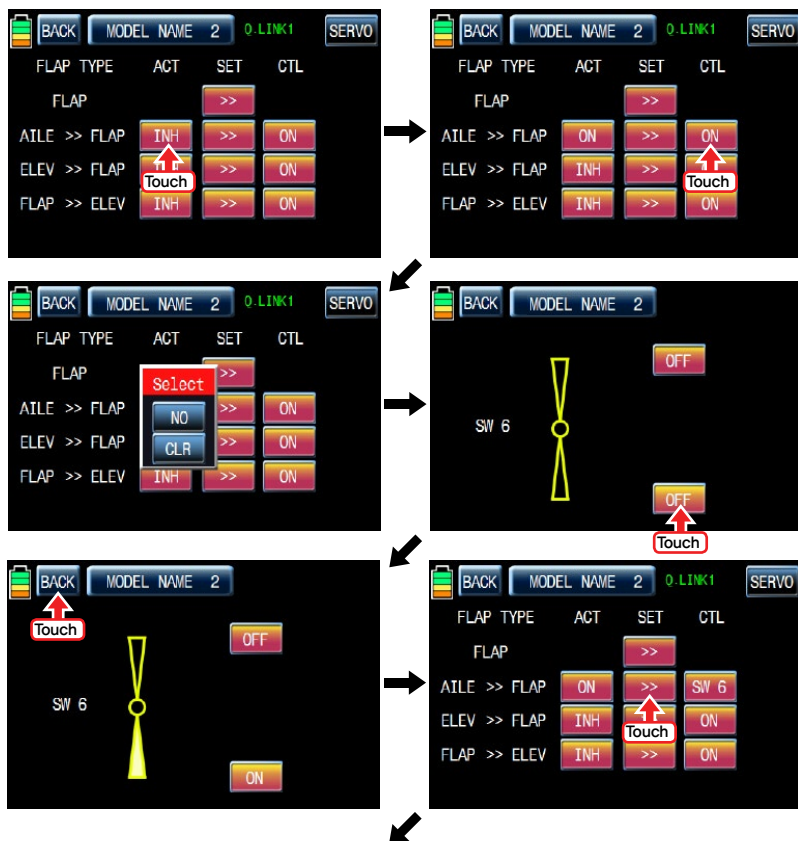 BACK MODEL NAME 2 Q-LINK1 SERVO
FLAP TYPE ACT SET CTL
FLAP >>
AILE >> FLAP INH >> ON
ELEV >> FLAP >> ON
Touch
FLAP >> ELEV INH >> ON
BACK MODEL NAME 2 Q-LINK1 SERVO
FLAP TYPE ACT SET CTL
FLAP >>
AILE >> FLAP ON >> ON
ELEV >> FLAP INH >>
Touch
FLAP >> ELEV INH >> ON
BACK MODEL NAME 2 Q-LINK1 SERVO
FLAP TYPE ACT SET CTL
FLAP >>
Select
AILE >> FLAP NO >> ON
ELEV >> FLAP CLR >> ON
FLAP >> ELEV INH >> ON
BACK MODEL NAME 2
OFF
SW 6
OFF
Touch
BACK MODEL NAME 2
Touch
OFF
SW 6
ON
BACK MODEL NAME 2 Q-LINK1 SERVO
FLAP TYPE ACT SET CTL
FLAP >>
AILE >> FLAP ON >> SW 6
ELEV >> FLAP INH ON
Touch
FLAP >> ELEV INH >> ON